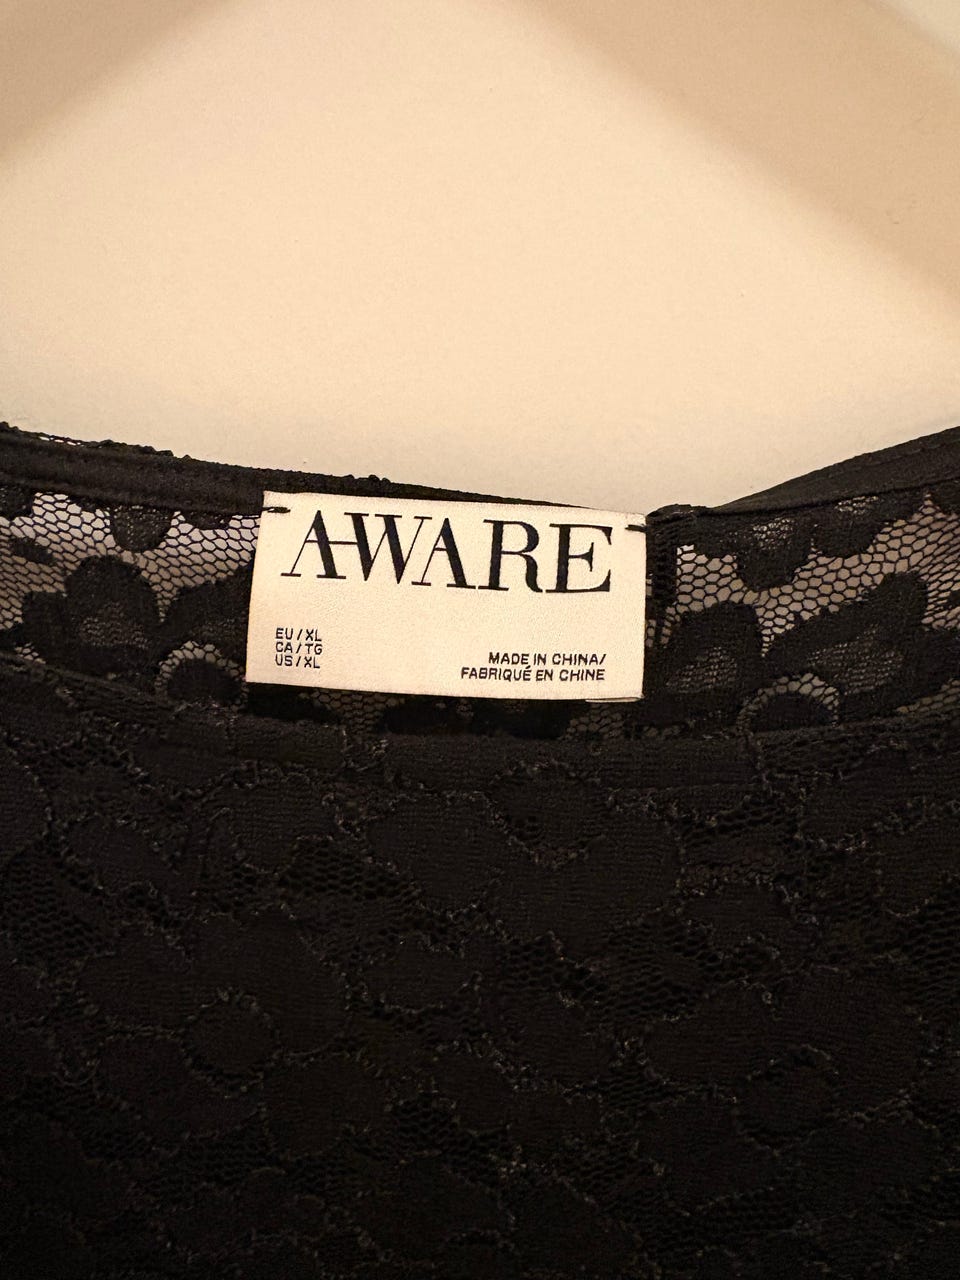 AWARE
EU/XL
CA/TG
US/XL
MADE IN CHINA/
FABRIQUÉ EN CHINE